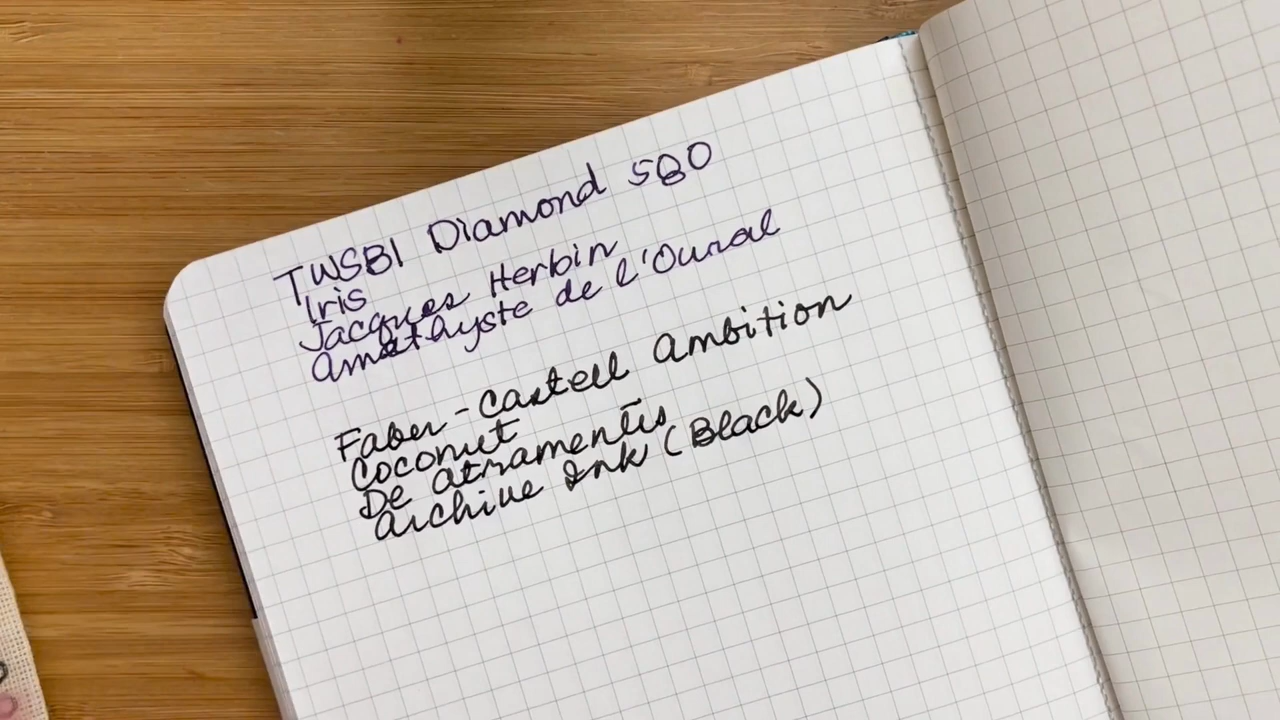 TWSBI Diamond 580
Iris
Jacques Herbin
Amethyste de l'Oural
Faber-Castell Ambition
Coconut
De Atramentis
Archive Ink (Black)